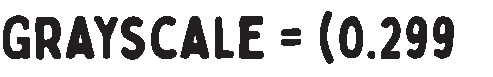 GRAYSCALE = (0.299